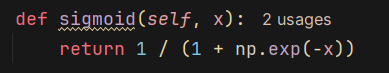 def sigmoid(self, x): 2 usages
    return 1 / (1 + np.exp(-x))